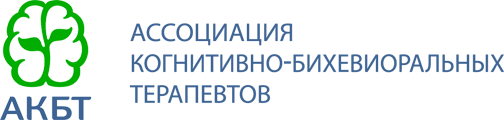 АКБТ
АССОЦИАЦИЯ
КОГНИТИВНО-БИХЕВИОРАЛЬНЫХ
ТЕРАПЕВТОВ